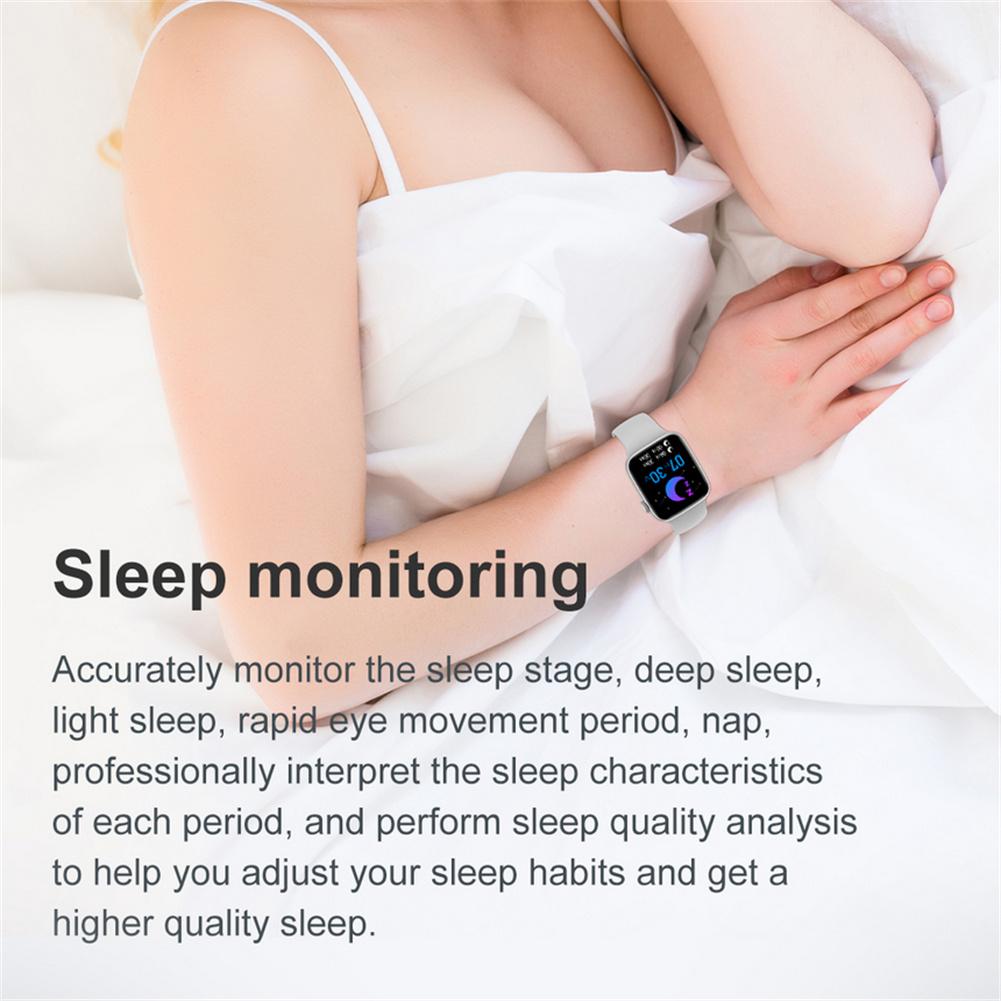 07:30
Sleep monitoring
Accurately monitor the sleep stage, deep sleep,
light sleep, rapid eye movement period, nap,
professionally interpret the sleep characteristics
of each period, and perform sleep quality analysis
to help you adjust your sleep habits and get a
higher quality sleep.